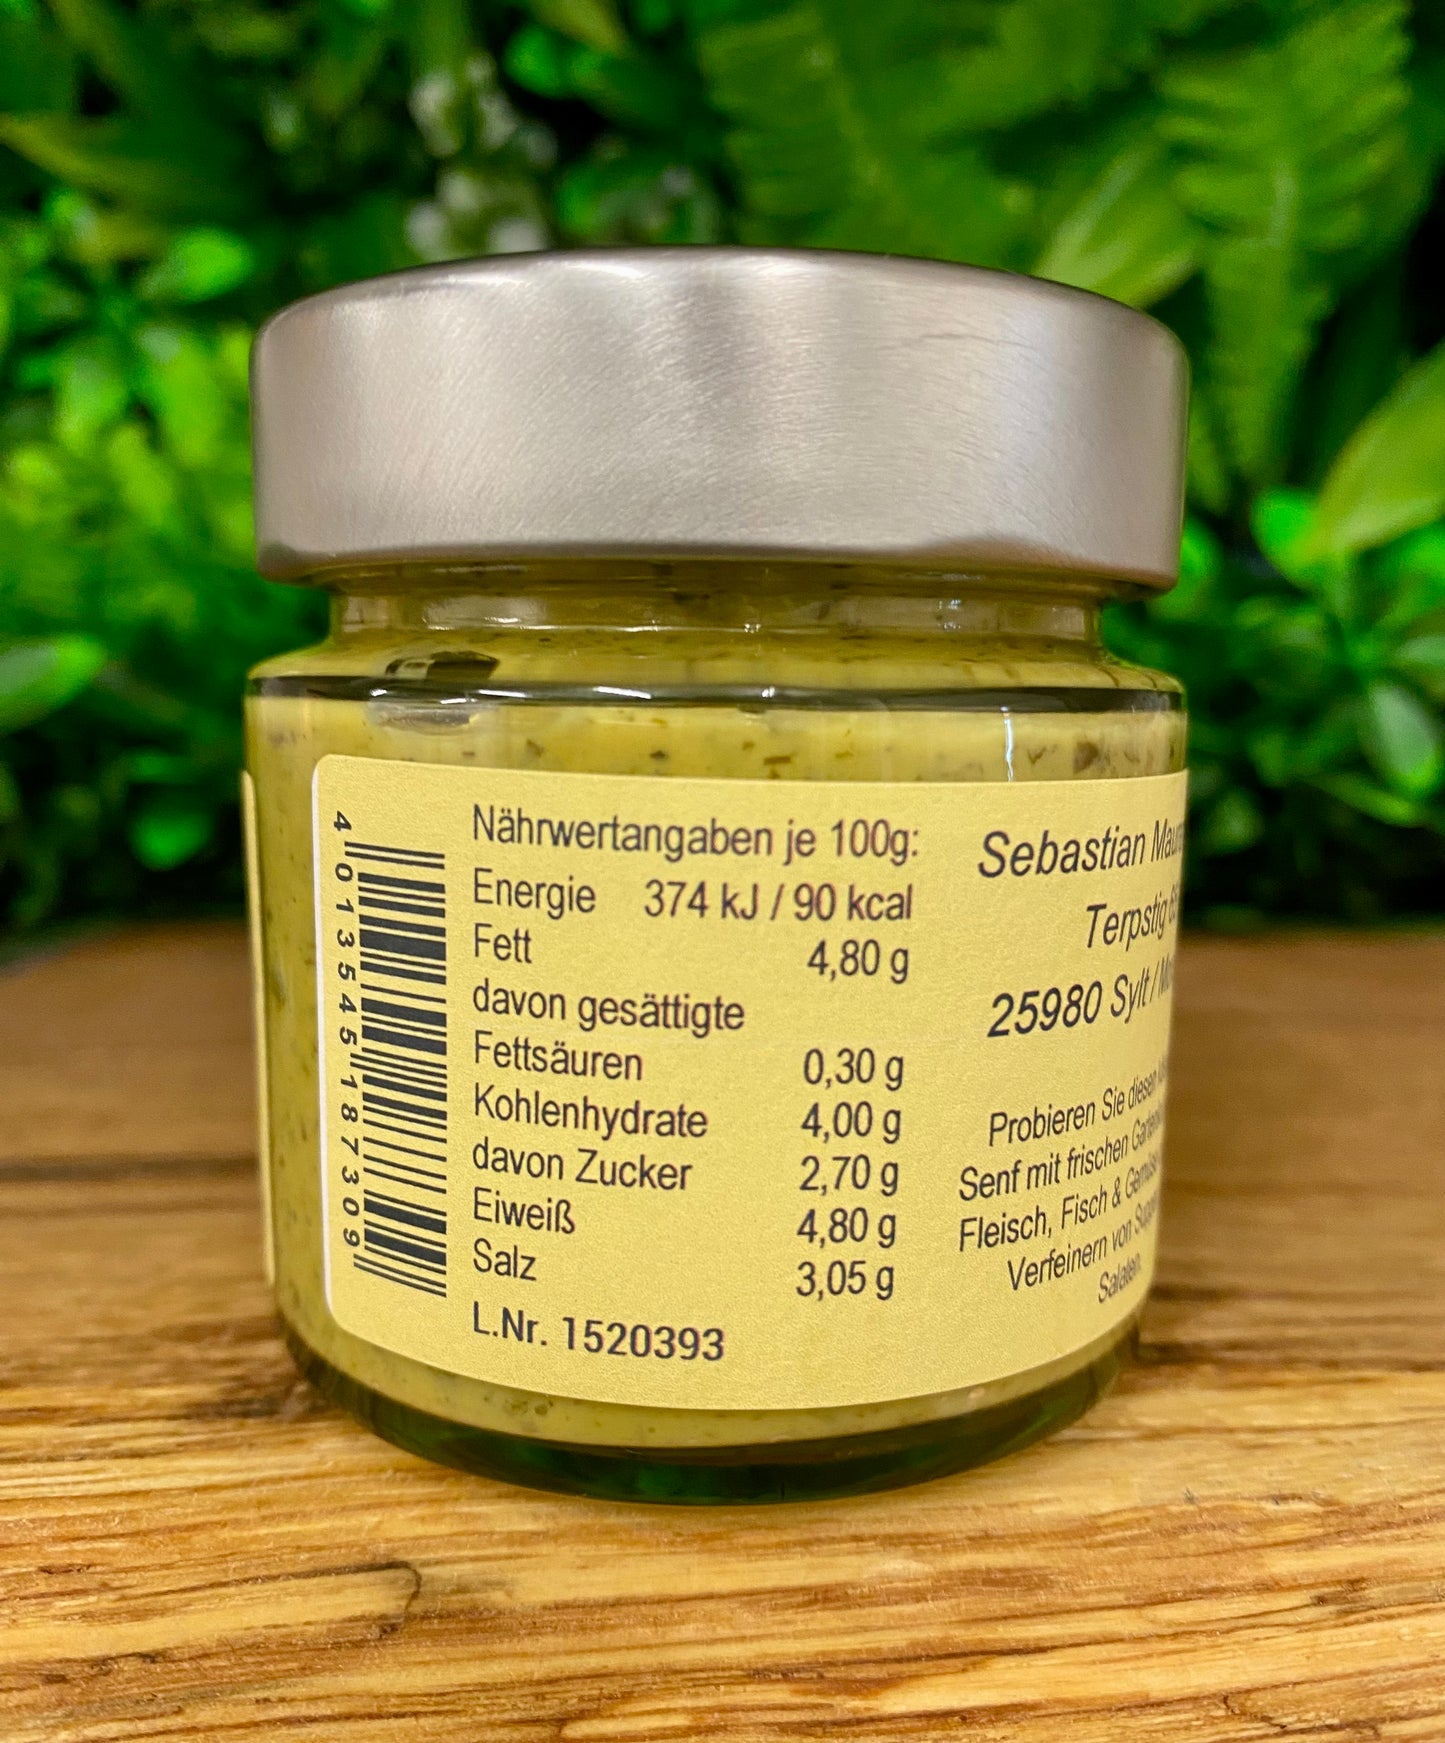 4 013545 187309
Nährwertangaben je 100g:
Energie 374 kJ / 90 kcal
Fett 4,80 g
davon gesättigte
Fettsäuren 0,30 g
Kohlenhydrate 4,00 g
davon Zucker 2,70 g
Eiweiß 4,80 g
Salz 3,05 g
L.Nr. 1520393
Sebastian
Terpstig
25980 Sylt /
Probieren Sie diesen
Senf mit frischen
Fleisch, Fisch &
Verfeinern von
Salaten.